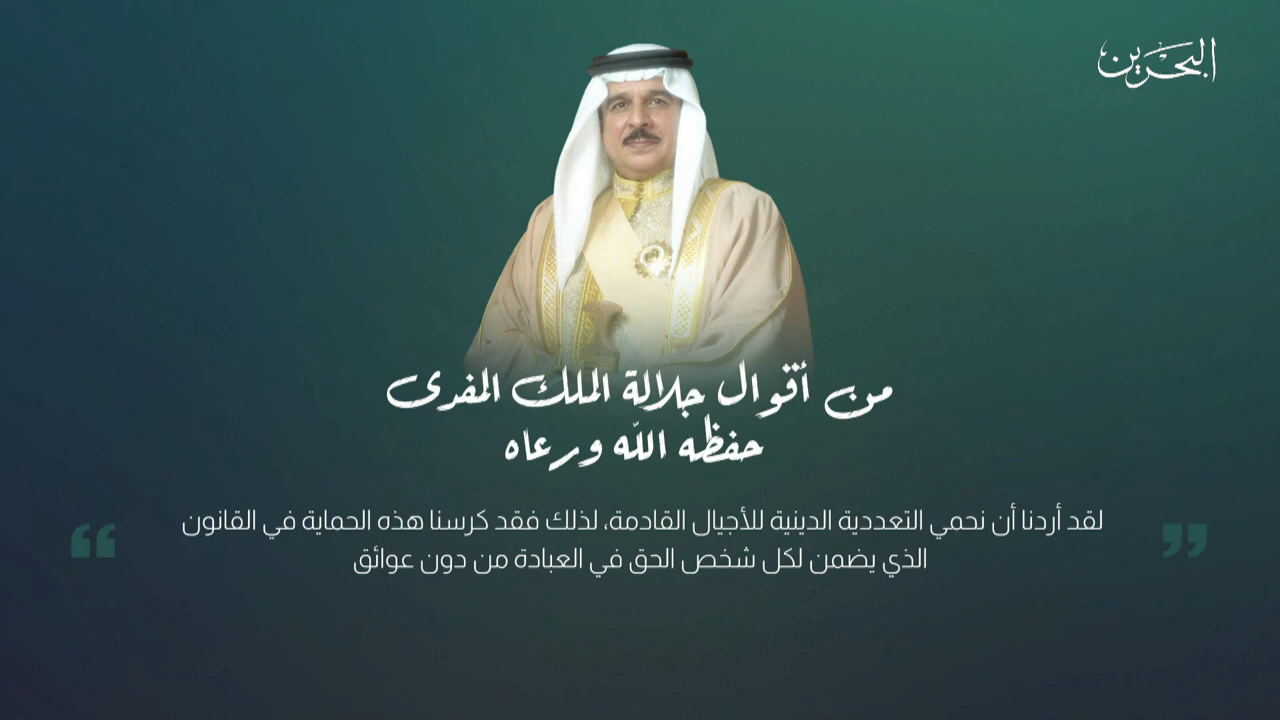 البحرين
من أقوال جلالة الملك المفدى
حفظه الله ورعاه
لقد أردنا أن نحمي التعددية الدينية للأجيال القادمة، لذلك فقد كرسنا هذه الحماية في القانون
الذي يضمن لكل شخص الحق في العبادة من دون عوائق